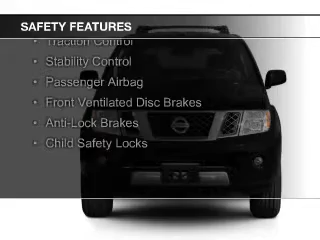 SAFETY FEATURES
• Traction Control
• Stability Control
• Passenger Airbag
• Front Ventilated Disc Brakes
• Anti-Lock Brakes
• Child Safety Locks